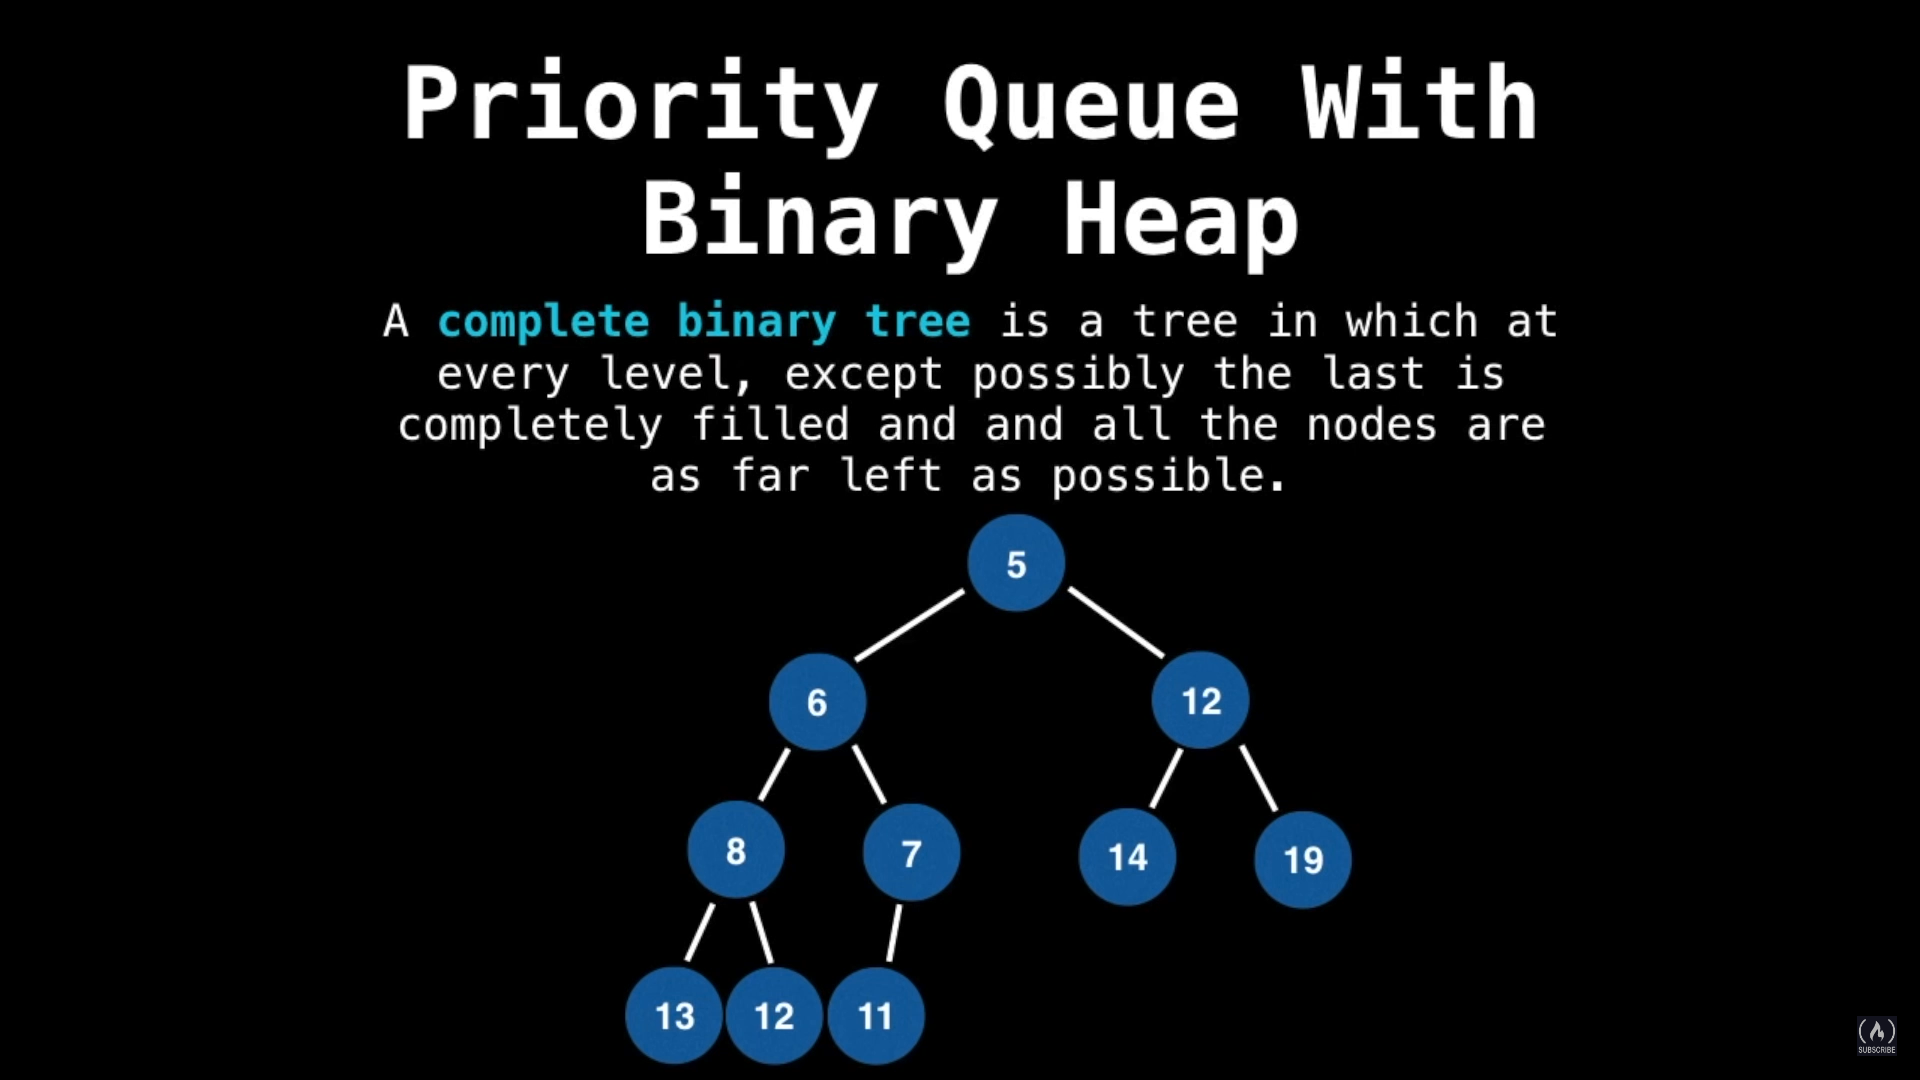 Priority Queue With
Binary Heap
A complete binary tree is a tree in which at
every level, except possibly the last is
completely filled and and all the nodes are
as far left as possible.
5
6 12
8 7 14 19
13 12 11
SUBSCRIBE